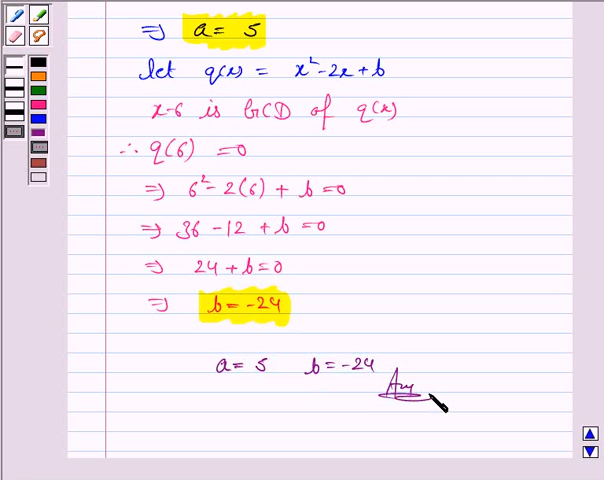 ⇒ a = 5
let q(x) = x²-2x+b
x-6 is GCD of q(x)
∴ q(6) =0
⇒ 6²-2(6) + b=0
⇒ 36 -12 + b=0
⇒ 24 + b=0
⇒ b = -24
a = 5 b = -24
Ans